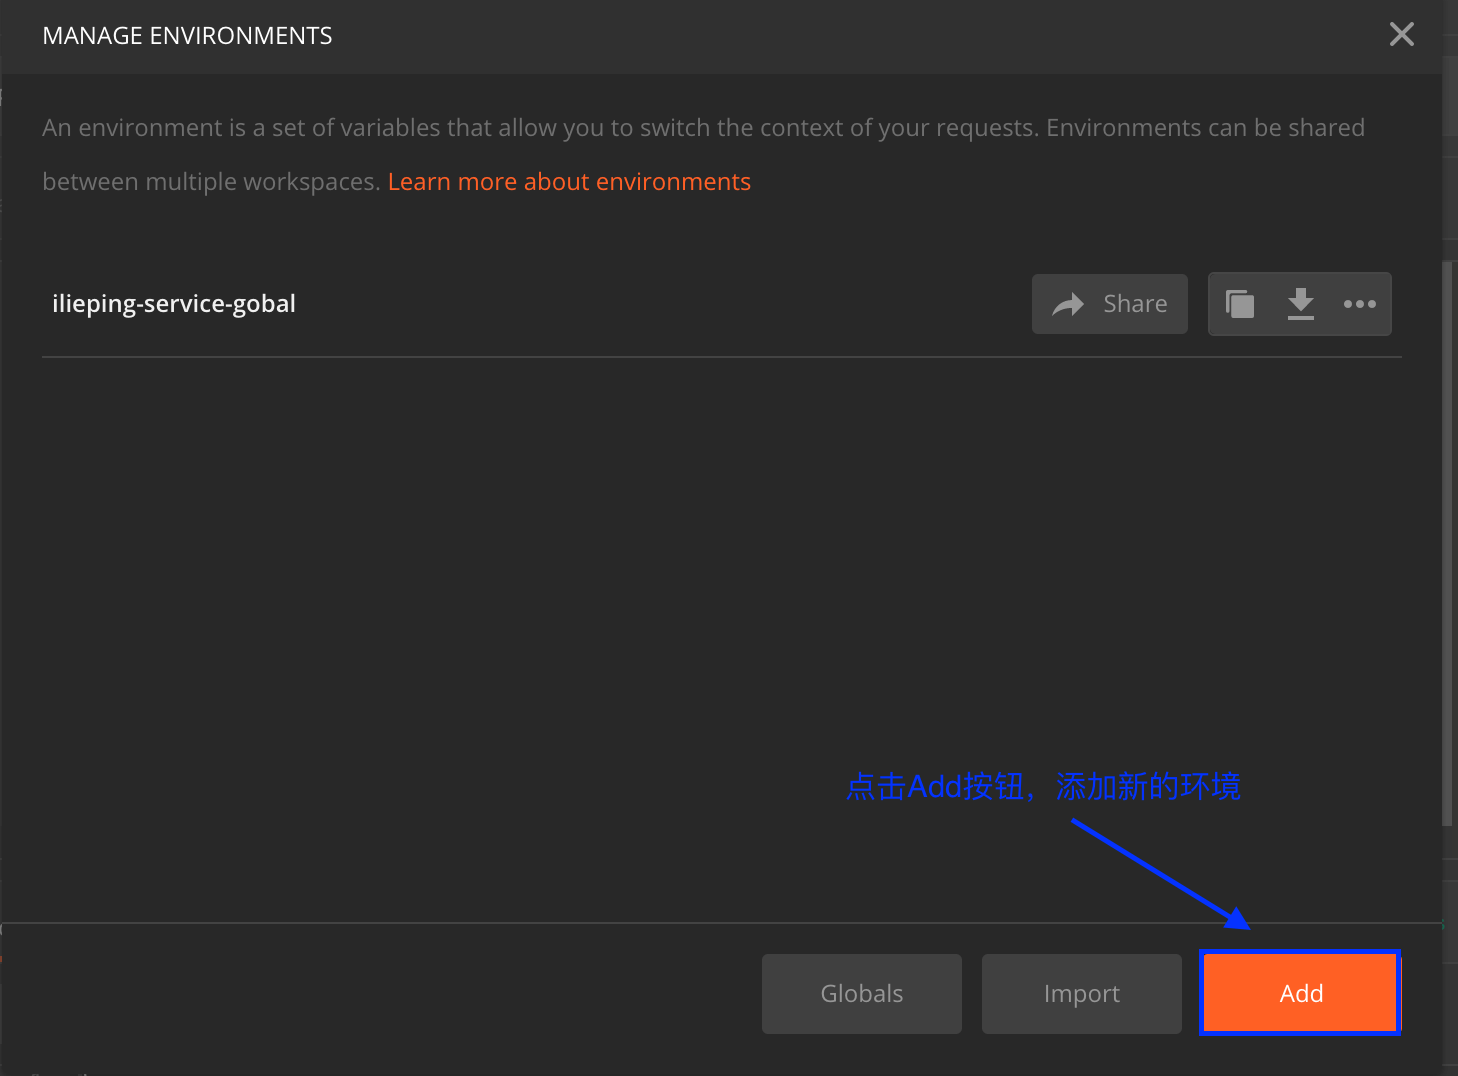 MANAGE ENVIRONMENTS
An environment is a set of variables that allow you to switch the context of your requests. Environments can be shared
between multiple workspaces. Learn more about environments
ilieping-service-gobal
Share
点击Add按钮，添加新的环境
Globals
Import
Add